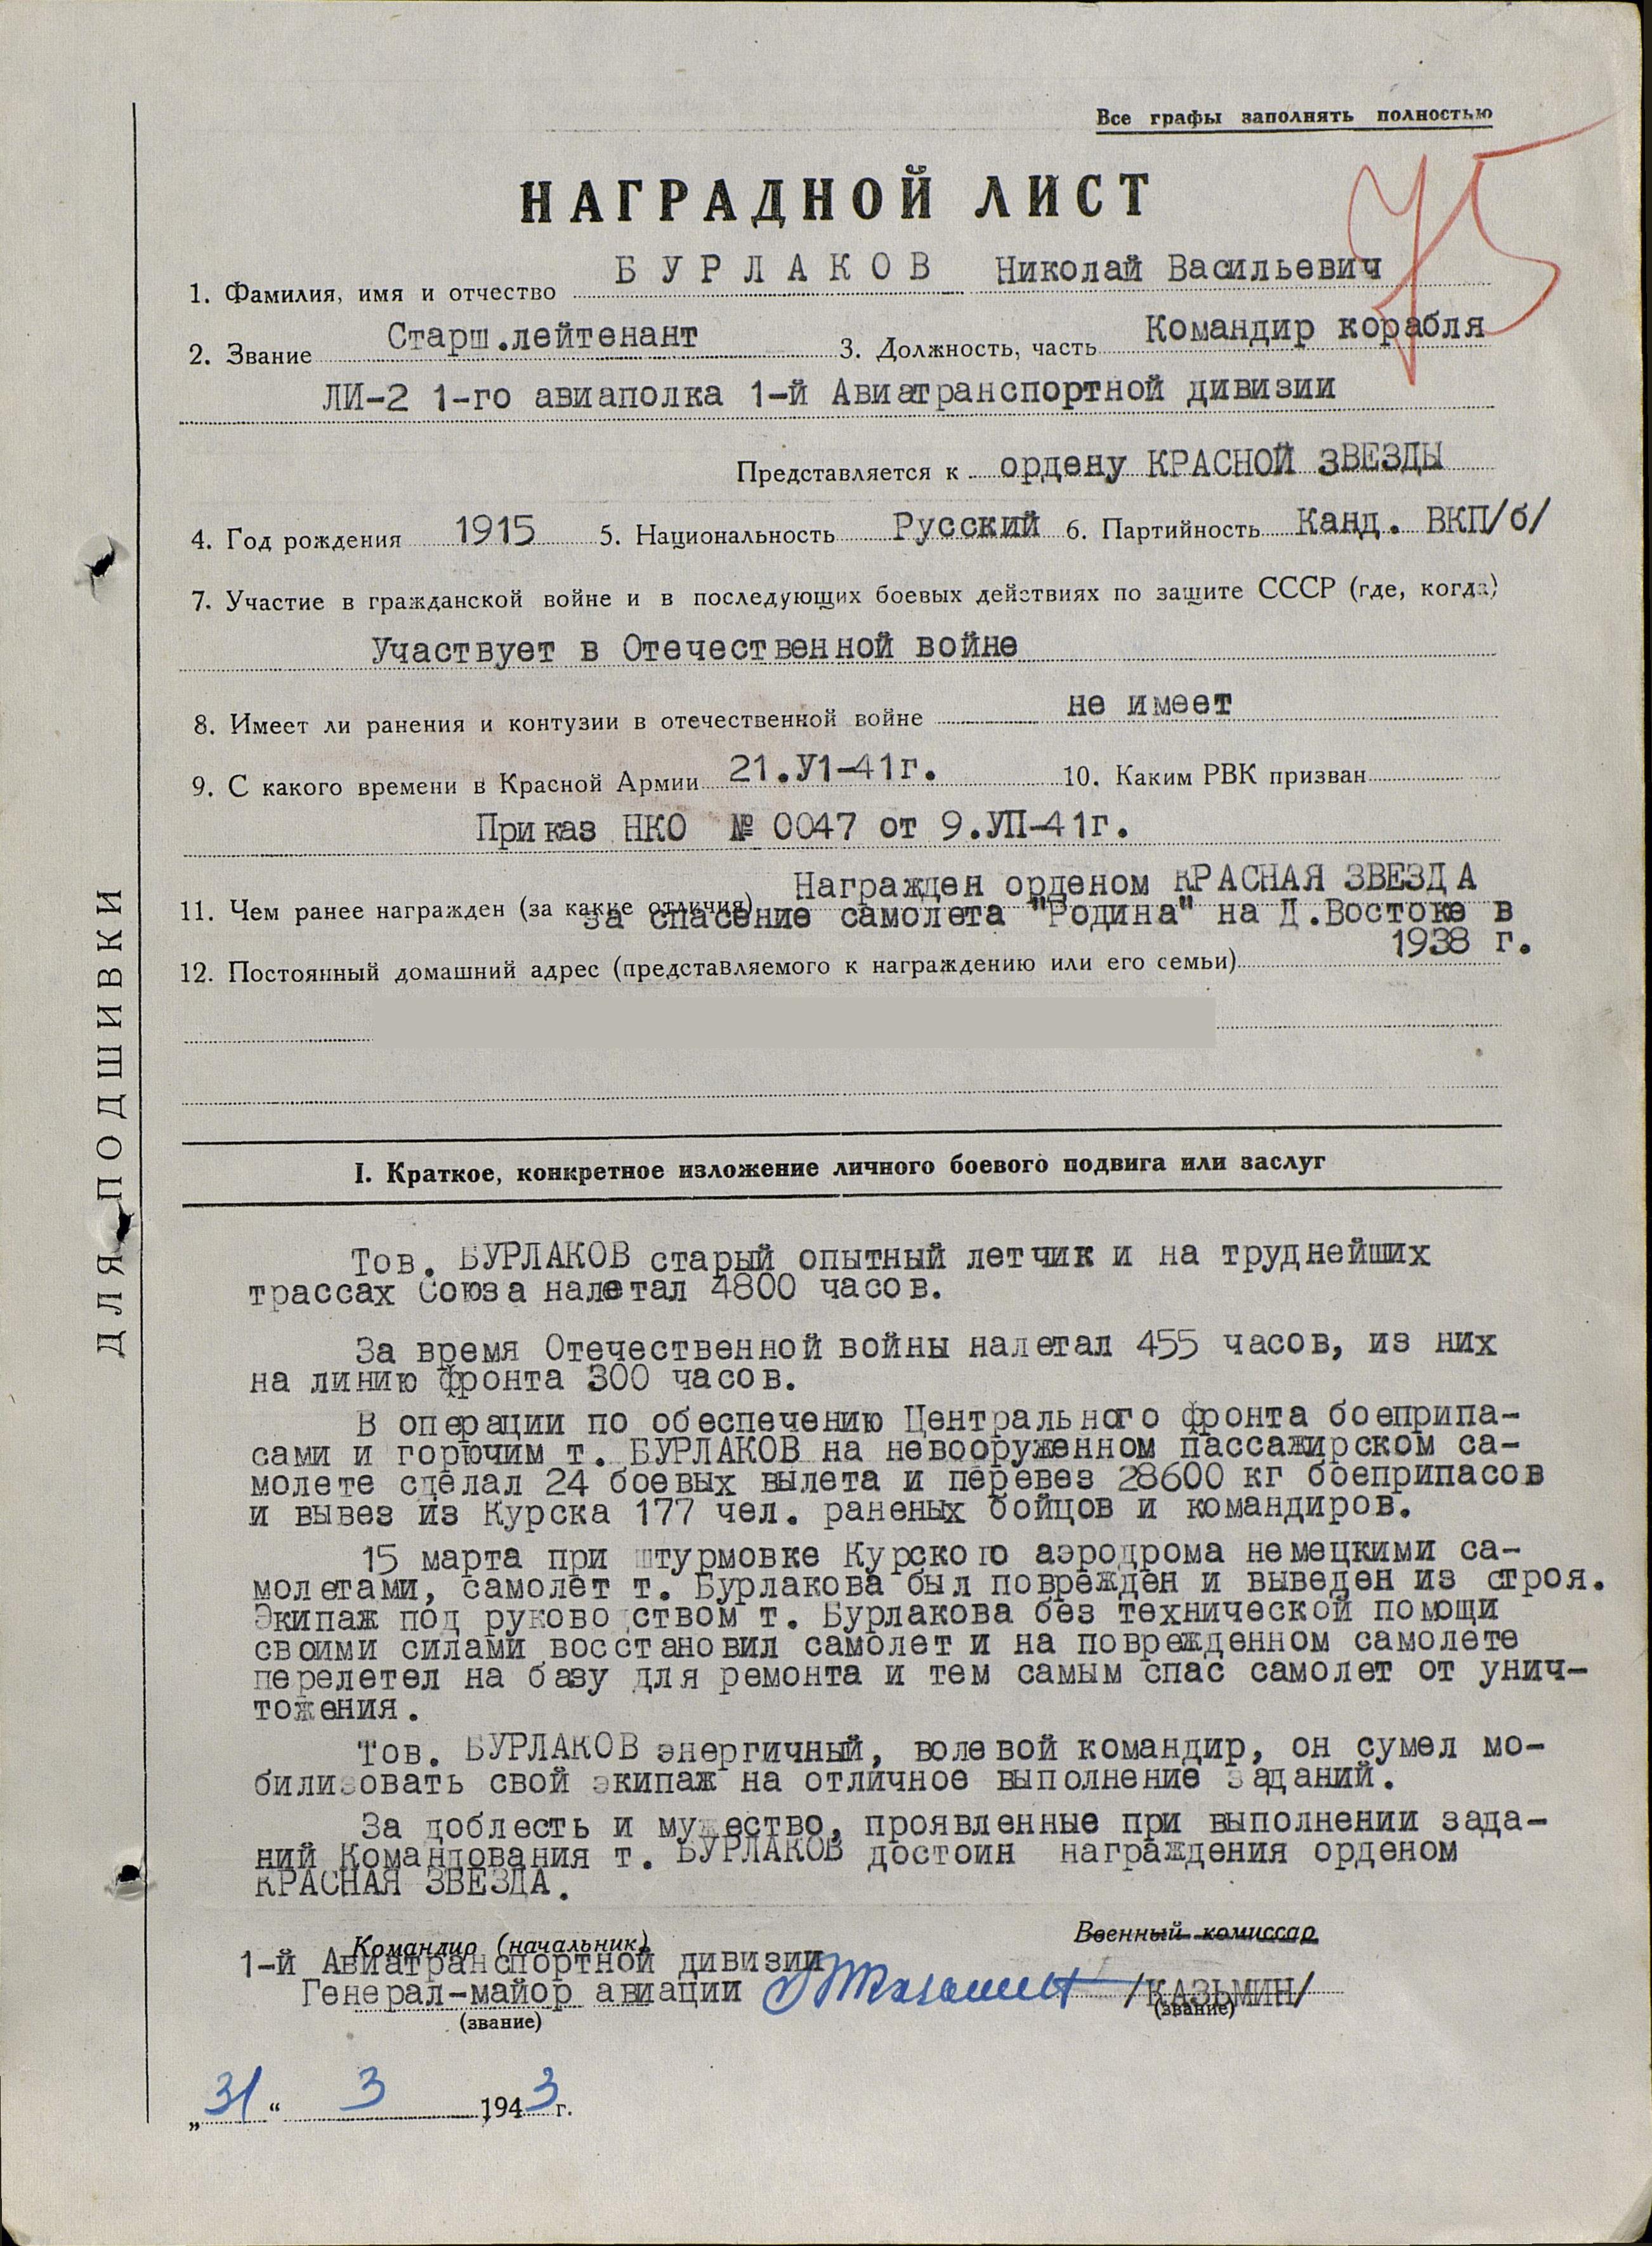 Все графы заполнять полностью
75
НАГРАДНОЙ ЛИСТ
1. Фамилия, имя и отчество БУРЛАКОВ Николай Васильевич
2. Звание Старш.лейтенант 3. Должность, часть Командир корабля
ЛИ-2 1-го авиаполка 1-й Авиатранспортной дивизии
Представляется к ордену КРАСНОЙ ЗВЕЗДЫ
4. Год рождения 1915 5. Национальность Русский 6. Партийность Канд. ВКП/б/
7. Участие в гражданской войне и в последующих боевых действиях по защите СССР (где, когда)
Участвует в Отечественной войне
8. Имеет ли ранения и контузии в отечественной войне не имеет
9. С какого времени в Красной Армии 21.У1-41г. 10. Каким РВК призван
Приказ НКО № 0047 от 9.УП-41г.
11. Чем ранее награжден (за какие отличия) Награжден орденом КРАСНАЯ ЗВЕЗДА
за спасение самолета "Родина" на Д.Востоке в
1938 г.
12. Постоянный домашний адрес (представляемого к награждению или его семьи)
I. Краткое, конкретное изложение личного боевого подвига или заслуг
Тов. БУРЛАКОВ старый опытный летчик и на труднейших
трассах Союза налетал 4800 часов.
За время Отечественной войны налетал 455 часов, из них
на линию фронта 300 часов.
В операции по обеспечению Центрального фронта боеприпа-
сами и горючим т. БУРЛАКОВ на невооруженном пассажирском са-
молете сделал 24 боевых вылета и перевез 28600 кг боеприпасов
и вывез из Курска 177 чел. раненых бойцов и командиров.
15 марта при штурмовке Курского аэродрома немецкими са-
молетами, самолет т. Бурлакова был поврежден и выведен из строя.
Экипаж под руководством т. Бурлакова без технической помощи
своими силами восстановил самолет и на поврежденном самолете
перелетел на базу для ремонта и тем самым спас самолет от унич-
тожения.
Тов. БУРЛАКОВ энергичный, волевой командир, он сумел мо-
билизовать свой экипаж на отличное выполнение заданий.
За доблесть и мужество, проявленные при выполнении зада-
ний Командования т. БУРЛАКОВ достоин награждения орденом
КРАСНАЯ ЗВЕЗДА.
Командир (начальник) Военный комиссар
1-й Авиатранспортной дивизии
Генерал-майор авиации /КАЗЬМИН/
(звание) (звание)
„31“ 3 1943г.
ДЛЯ ПОДШИВКИ